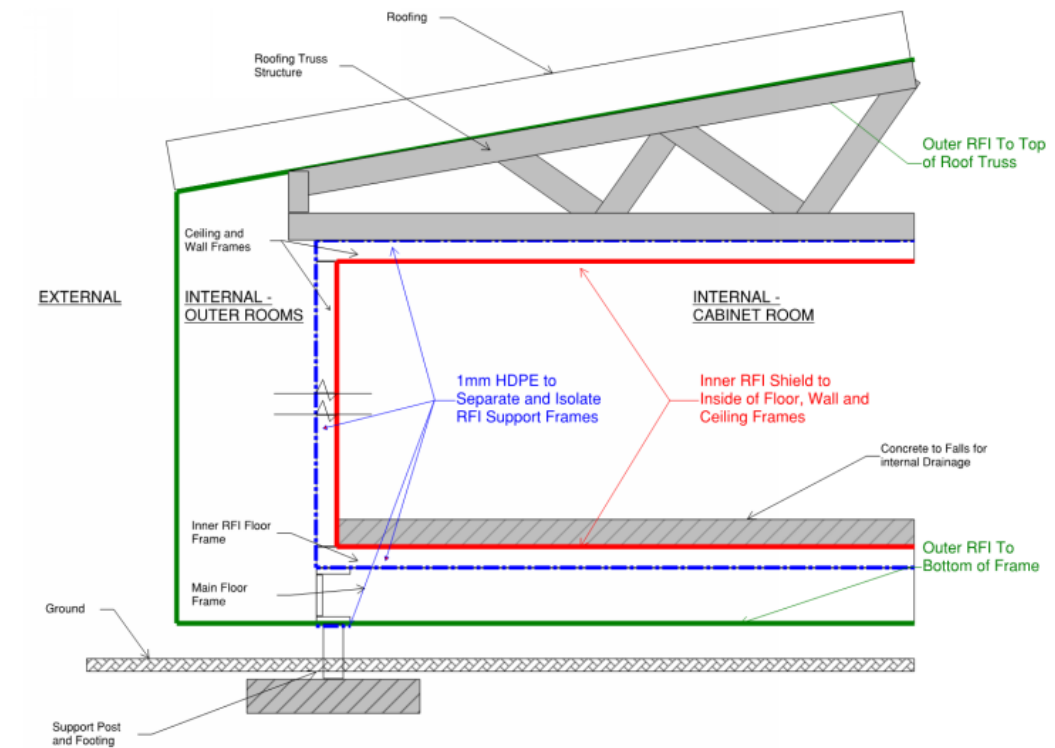 Roofing
Roofing Truss
Structure
Outer RFI To Top
of Roof Truss
Ceiling and
Wall Frames
EXTERNAL
INTERNAL -
OUTER ROOMS
INTERNAL -
CABINET ROOM
1mm HDPE to
Separate and Isolate
RFI Support Frames
Inner RFI Shield to
Inside of Floor, Wall and
Ceiling Frames
Concrete to Falls for
internal Drainage
Inner RFI Floor
Frame
Outer RFI To
Bottom of Frame
Main Floor
Frame
Ground
Support Post
and Footing